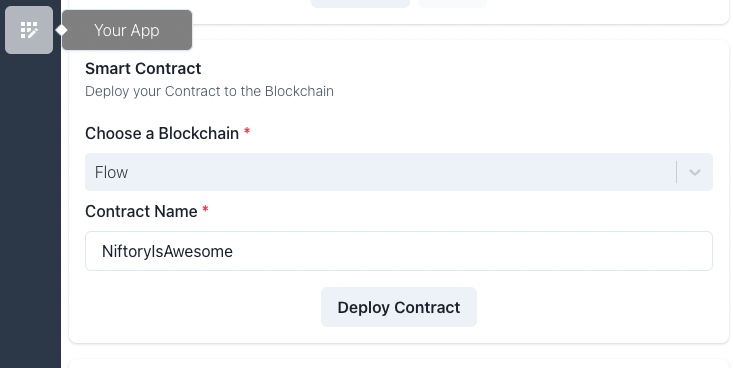 Your App
Smart Contract
Deploy your Contract to the Blockchain
Choose a Blockchain *
Flow
Contract Name *
NiftoryIsAwesome
Deploy Contract